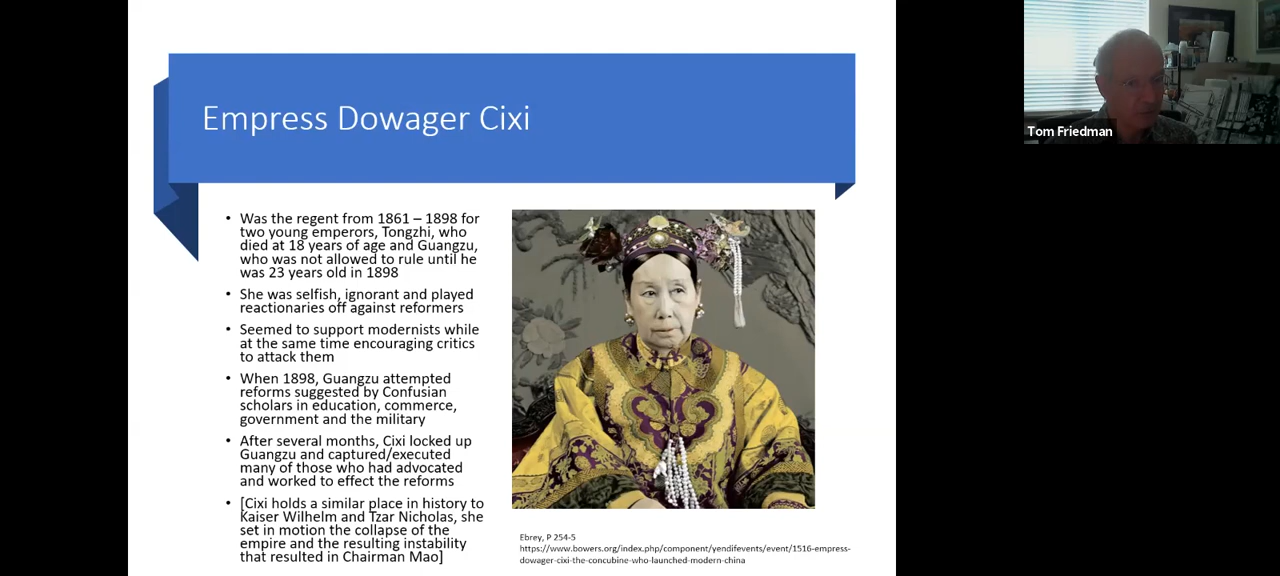 Empress Dowager Cixi
• Was the regent from 1861 – 1898 for
two young emperors, Tongzhi, who
died at 18 years of age and Guangzu,
who was not allowed to rule until he
was 23 years old in 1898
• She was selfish, ignorant and played
reactionaries off against reformers
• Seemed to support modernists while
at the same time encouraging critics
to attack them
• When 1898, Guangzu attempted
reforms suggested by Confusian
scholars in education, commerce,
government and the military
• After several months, Cixi locked up
Guangzu and captured/executed
many of those who had advocated
and worked to effect the reforms
• [Cixi holds a similar place in history to
Kaiser Wilhelm and Tzar Nicholas, she
set in motion the collapse of the
empire and the resulting instability
that resulted in Chairman Mao]
Ebrey, P 254-5
https://www.bowers.org/index.php/component/yendifevents/event/1516-empress-
dowager-cixi-the-concubine-who-launched-modern-china
Tom Friedman